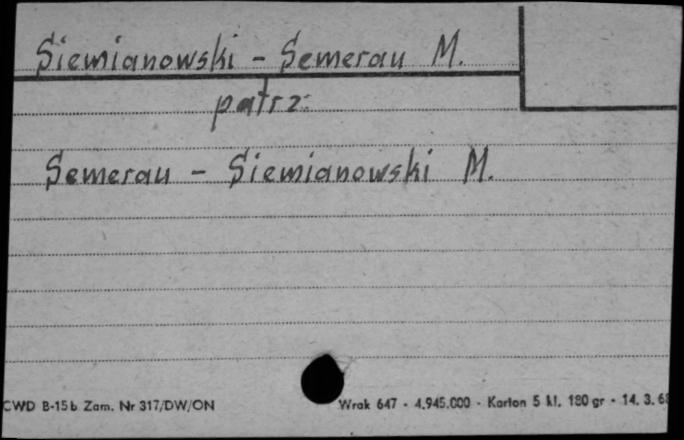 Siemianowski - Semerau M.
patrz:
Semerau - Siemianowski M.
CWD B-15b Zam. Nr 317/DW/ON Wrak 647 - 4.945.000 - Karton 5 kl. 180 gr - 14. 3. 68